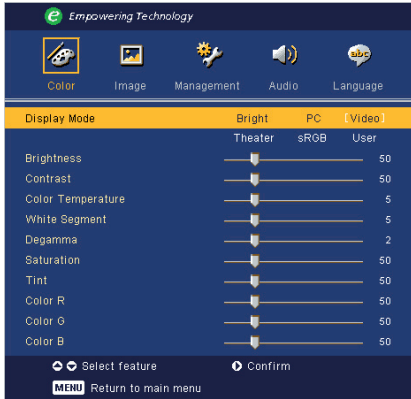 e Empowering Technology
Color Image Management abc Audio Language
Display Mode Bright PC [Video]
Theater sRGB User
Brightness 50
Contrast 50
Color Temperature 5
White Segment 5
Degamma 2
Saturation 50
Tint 50
Color R 50
Color G 50
Color B 50
Select feature Confirm
MENU Return to main menu